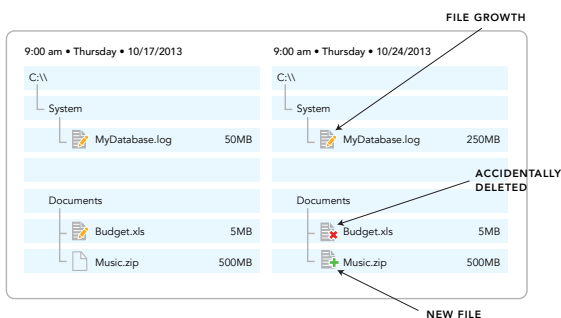 FILE GROWTH
9:00 am • Thursday • 10/17/2013
C:\\
System
MyDatabase.log 50MB
Documents
Budget.xls 5MB
Music.zip 500MB
9:00 am • Thursday • 10/24/2013
C:\\
System
MyDatabase.log 250MB
ACCIDENTALLY
DELETED
Documents
Budget.xls 5MB
Music.zip 500MB
NEW FILE